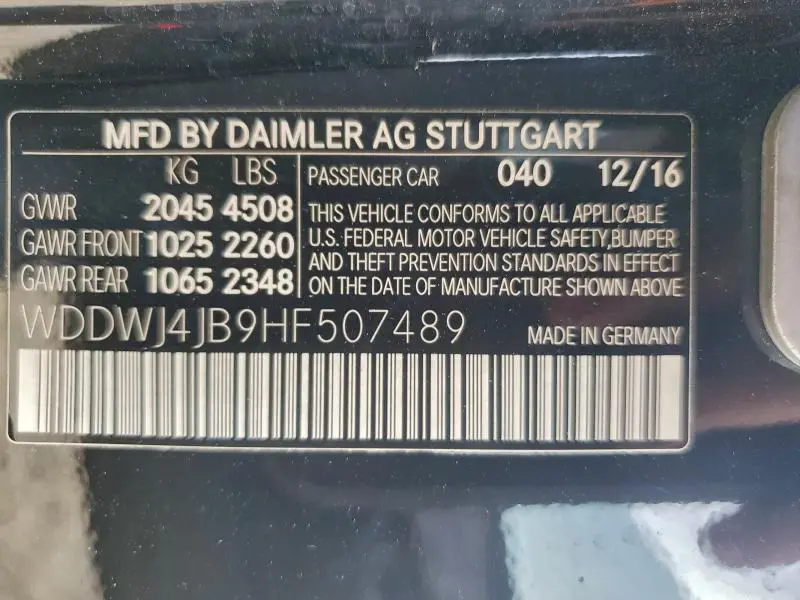 MFD BY DAIMLER AG STUTTGART
KG LBS
GVWR 2045 4508
GAWR FRONT 1025 2260
GAWR REAR 1065 2348
PASSENGER CAR 040 12/16
THIS VEHICLE CONFORMS TO ALL APPLICABLE
U.S. FEDERAL MOTOR VEHICLE SAFETY,BUMPER
AND THEFT PREVENTION STANDARDS IN EFFECT
ON THE DATE OF MANUFACTURE SHOWN ABOVE
WDDWJ4JB9HF507489
MADE IN GERMANY